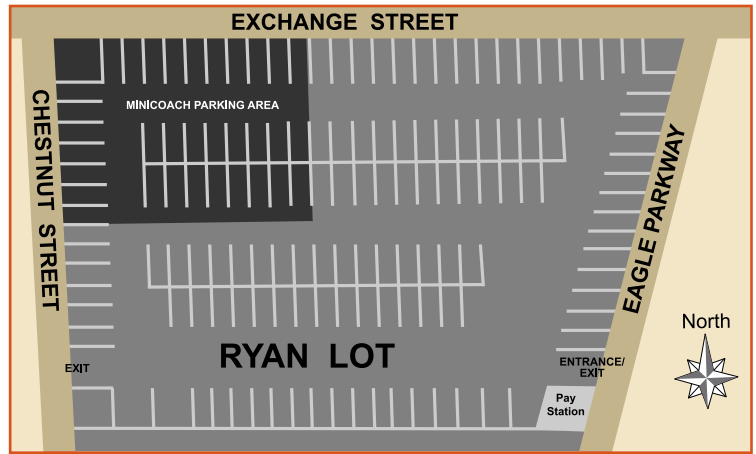 EXCHANGE STREET
MINICOACH PARKING AREA
CHESTNUT STREET
EAGLE PARKWAY
North
RYAN LOT
EXIT
ENTRANCE/
EXIT
Pay
Station